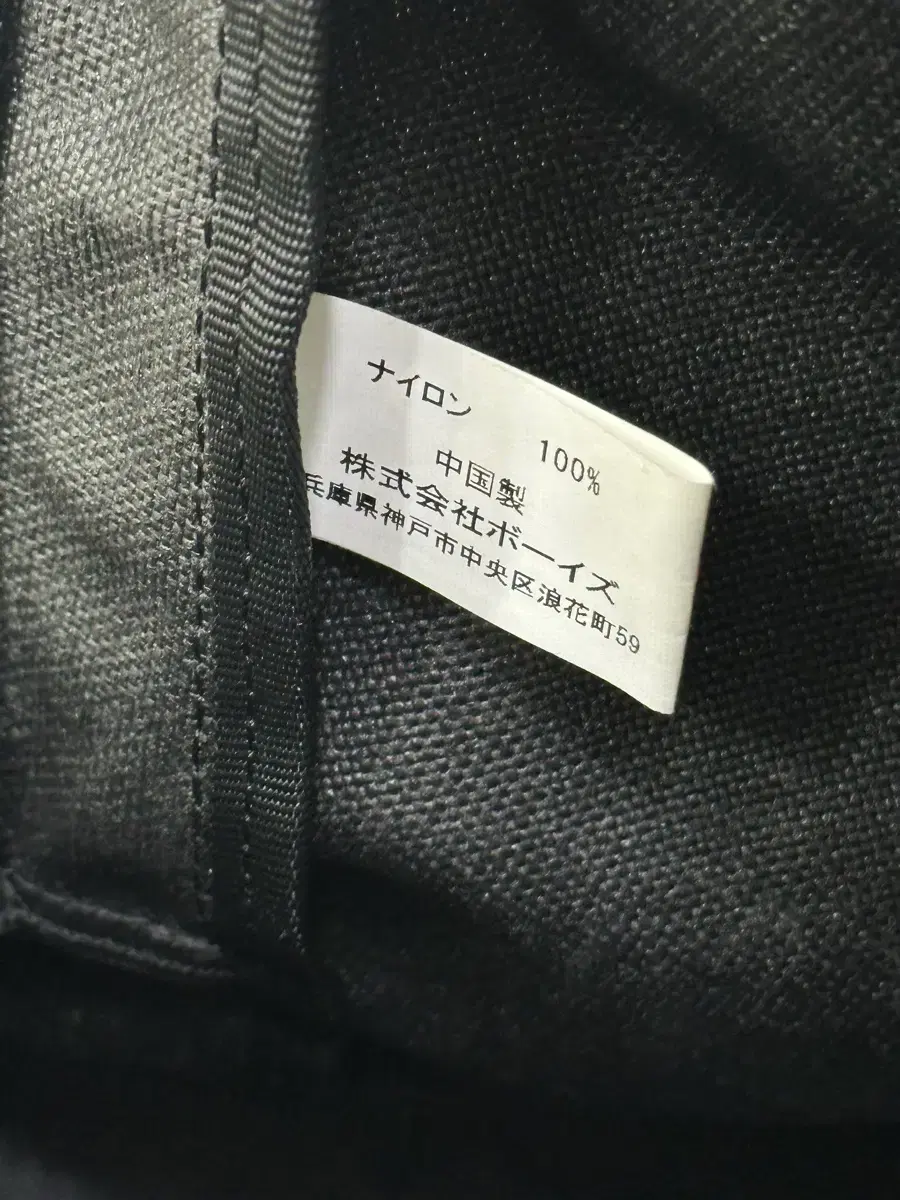 ナイロン 100%
中国製
株式会社ボーイズ
兵庫県神戸市中央区浪花町59